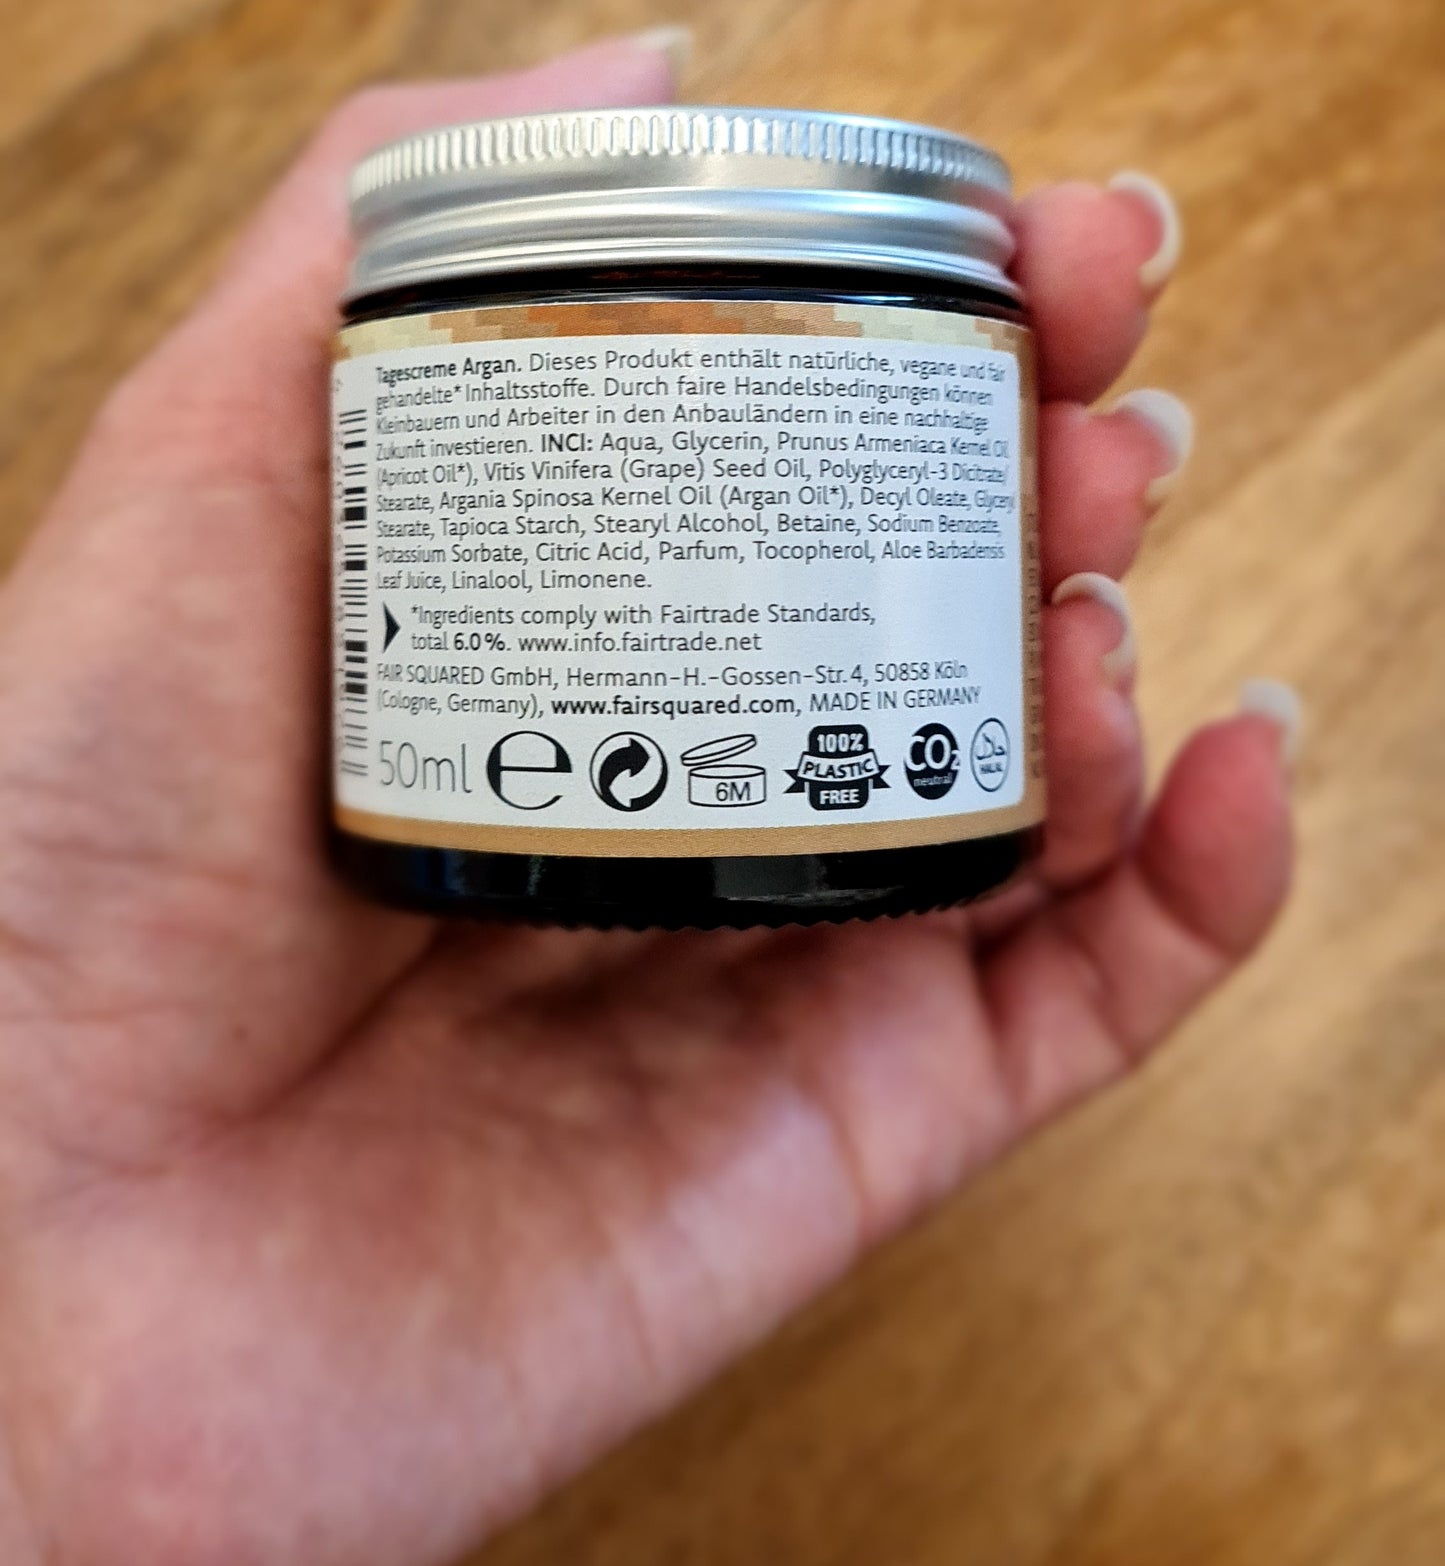 Tagescreme Argan. Dieses Produkt enthält natürliche, vegane und fair
gehandelte* Inhaltsstoffe. Durch faire Handelsbedingungen können
Kleinbauern und Arbeiter in den Anbauländern in eine nachhaltige
Zukunft investieren. INCI: Aqua, Glycerin, Prunus Armeniaca Kernel Oil
(Apricot Oil*), Vitis Vinifera (Grape) Seed Oil, Polyglyceryl-3 Dicitrate/
Stearate, Argania Spinosa Kernel Oil (Argan Oil*), Decyl Oleate, Glyceryl
Stearate, Tapioca Starch, Stearyl Alcohol, Betaine, Sodium Benzoate,
Potassium Sorbate, Citric Acid, Parfum, Tocopherol, Aloe Barbadensis
Leaf Juice, Linalool, Limonene.
*Ingredients comply with Fairtrade Standards,
total 6.0%. www.info.fairtrade.net
FAIR SQUARED GmbH, Hermann-H.-Gossen-Str. 4, 50858 Köln
(Cologne, Germany), www.fairsquared.com, MADE IN GERMANY
50ml e 6M
100%
PLASTIC
FREE
CO2
neutral
حلال
HALAL